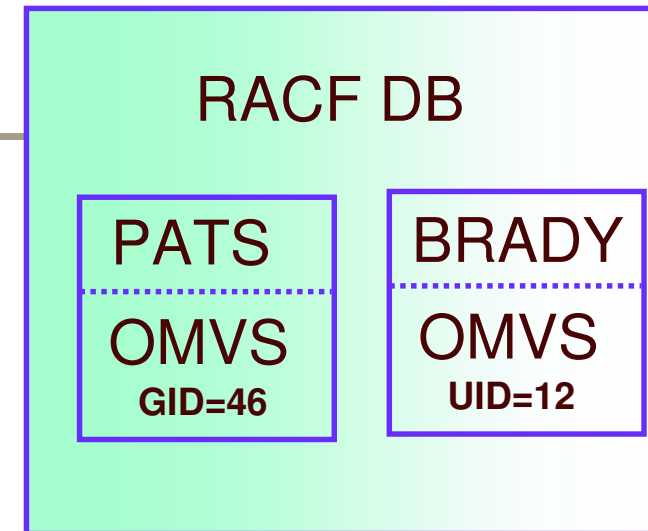 RACF DB
PATS
OMVS
GID=46
BRADY
OMVS
UID=12